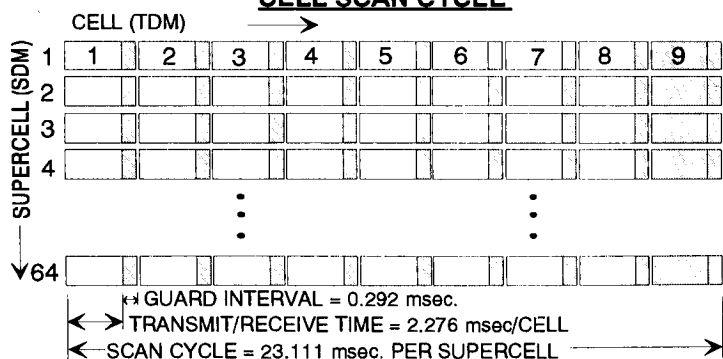 CELL SCAN CYCLE
CELL (TDM)
SUPERCELL (SDM)
1 1 2 3 4 5 6 7 8 9
2
3
4
64
GUARD INTERVAL = 0.292 msec.
TRANSMIT/RECEIVE TIME = 2.276 msec/CELL
SCAN CYCLE = 23.111 msec. PER SUPERCELL